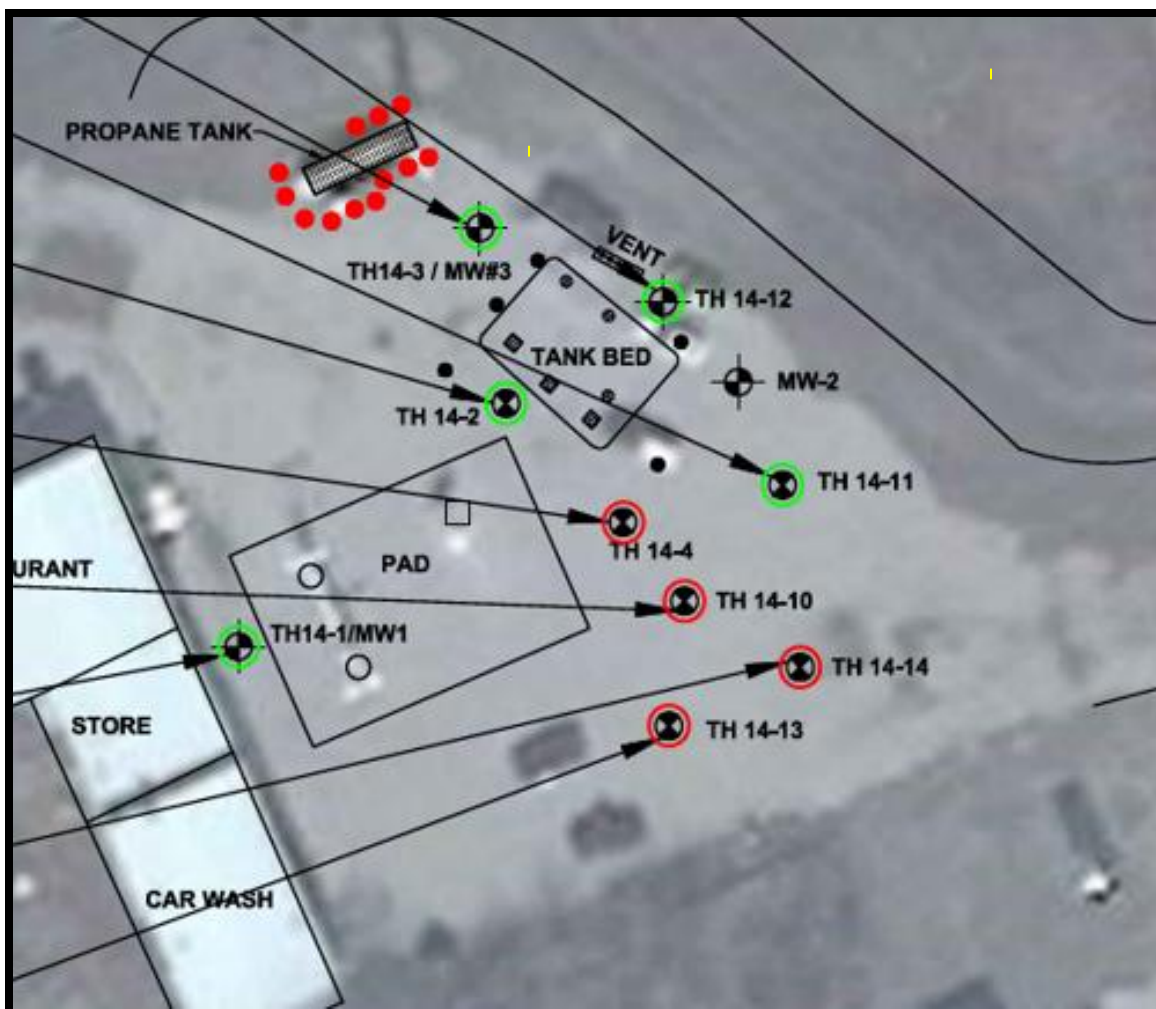 PROPANE TANK
VENT
TH14-3 / MW#3
TH 14-12
TANK BED
MW-2
TH 14-2
TH 14-11
TH 14-4
URANT
PAD
TH 14-10
TH14-1/MW1
TH 14-14
STORE
TH 14-13
CAR WASH